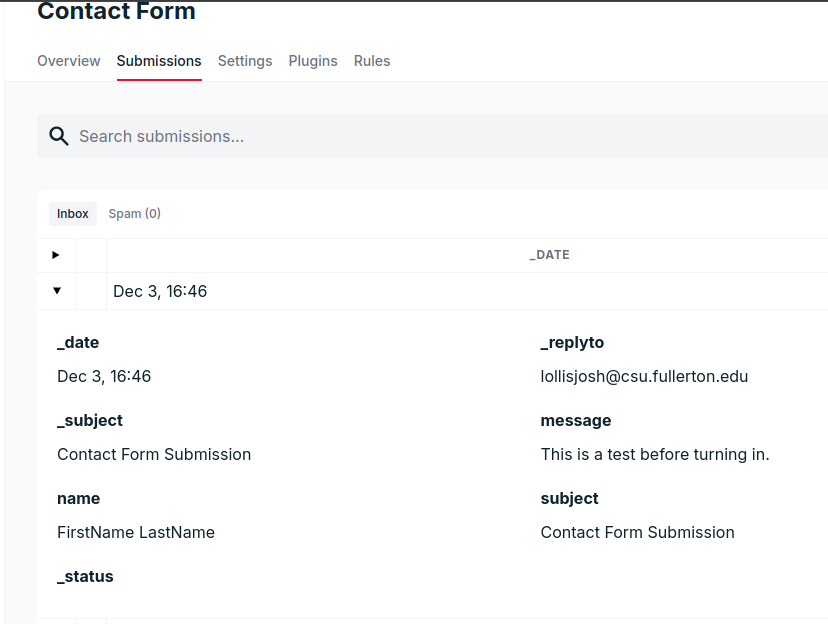 Contact Form
Overview Submissions Settings Plugins Rules
Search submissions...
Inbox Spam (0)
_DATE
Dec 3, 16:46
_date
Dec 3, 16:46
_replyto
lollisjosh@csu.fullerton.edu
_subject
Contact Form Submission
message
This is a test before turning in.
name
FirstName LastName
subject
Contact Form Submission
_status